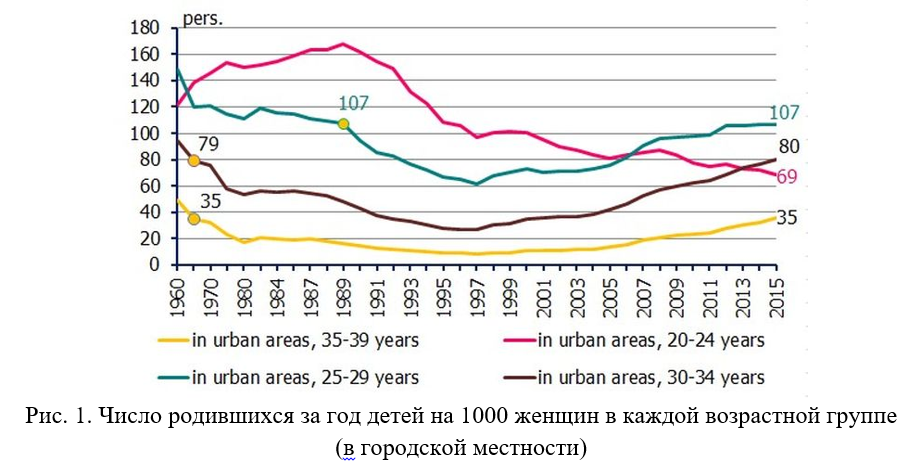 pers.
180
160
140
120
100
80
60
40
20
0
107
79
35
107
80
69
35
1960 1970 1980 1984 1987 1989 1991 1993 1995 1997 1999 2001 2003 2005 2007 2009 2011 2013 2015
in urban areas, 35-39 years in urban areas, 20-24 years
in urban areas, 25-29 years in urban areas, 30-34 years
Рис. 1. Число родившихся за год детей на 1000 женщин в каждой возрастной группе
(в городской местности)